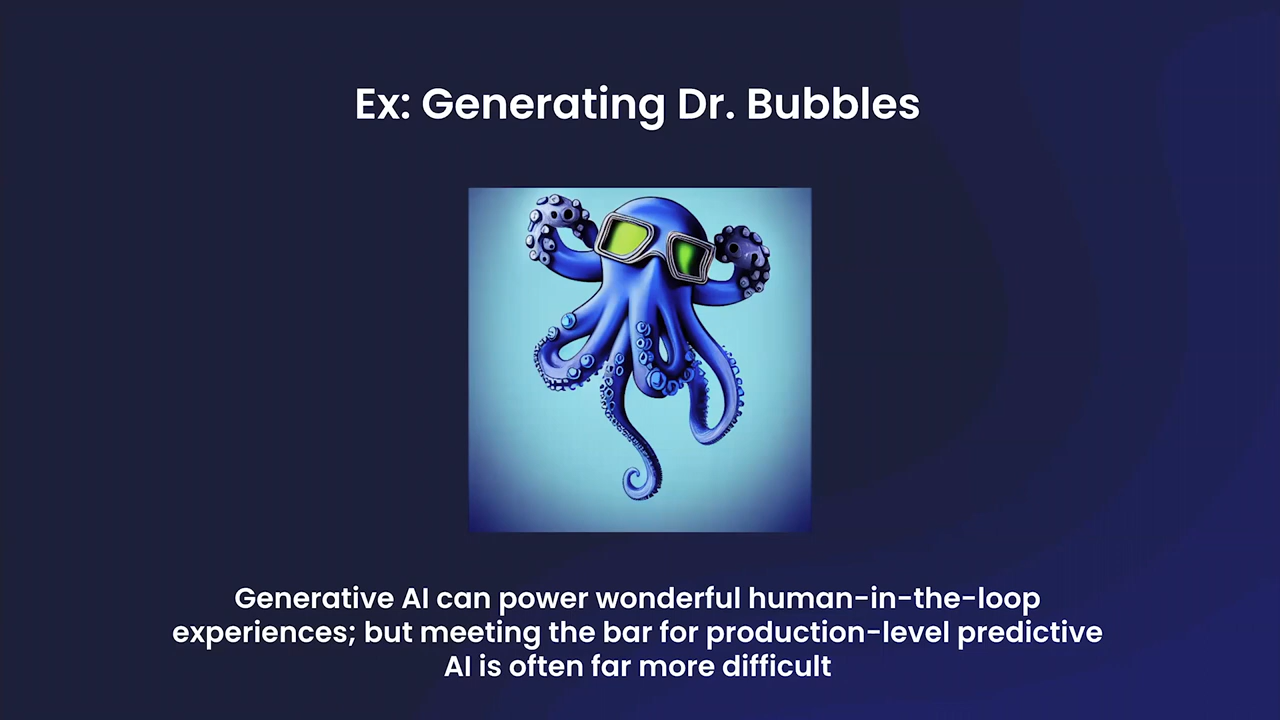 Ex: Generating Dr. Bubbles
Generative AI can power wonderful human-in-the-loop
experiences; but meeting the bar for production-level predictive
AI is often far more difficult